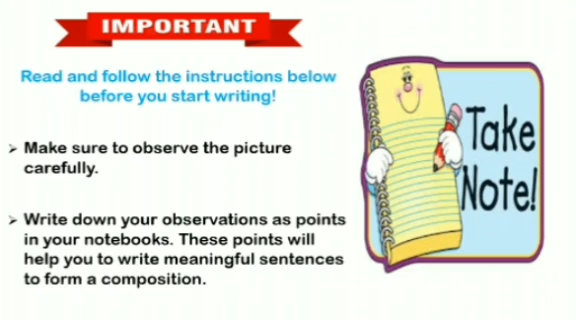 IMPORTANT
Read and follow the instructions below
before you start writing!
➢ Make sure to observe the picture
carefully.
➢ Write down your observations as points
in your notebooks. These points will
help you to write meaningful sentences
to form a composition.
Take
Note!